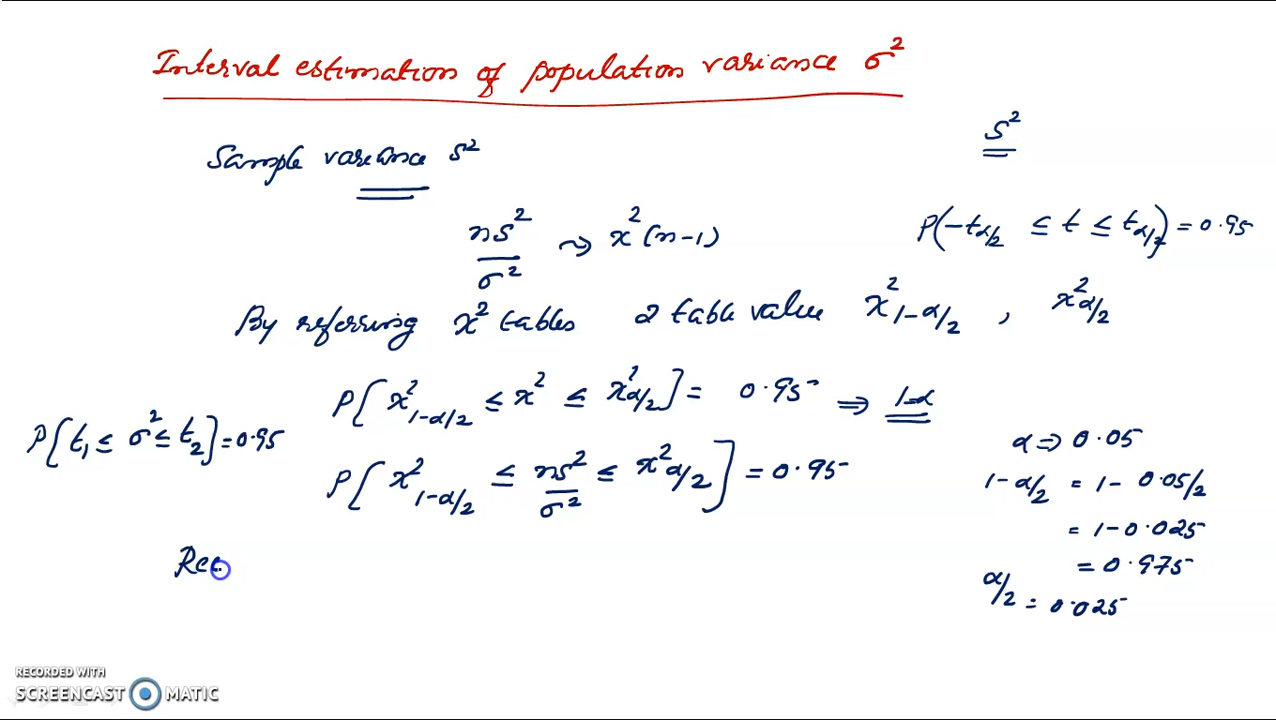 Interval estimation of population variance σ²
Sample variance s²
s²
ns²/σ² ~> χ²(n-1)
P(-tα/2 ≤ t ≤ tα/2) = 0.95
By referring χ² tables 2 table value χ²1-α/2 , χ²α/2
P[χ²1-α/2 ≤ χ² ≤ χ²α/2] = 0.95 ⇒ 1-α
P[t₁ ≤ σ² ≤ t₂] = 0.95
P[χ²1-α/2 ≤ ns²/σ² ≤ χ²α/2] = 0.95
α ⇒ 0.05
1-α/2 = 1- 0.05/2
= 1-0.025
= 0.975
α/2 = 0.025
Rec
RECORDED WITH
SCREENCAST MATIC